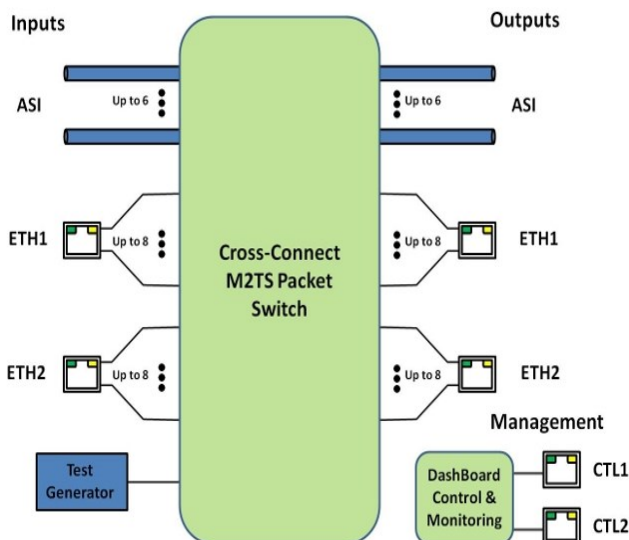 Inputs
Outputs
ASI
Up to 6
Up to 6
ASI
ETH1
Up to 8
Cross-Connect
M2TS Packet
Switch
Up to 8
ETH1
ETH2
Up to 8
Up to 8
ETH2
Test
Generator
Management
DashBoard
Control &
Monitoring
CTL1
CTL2